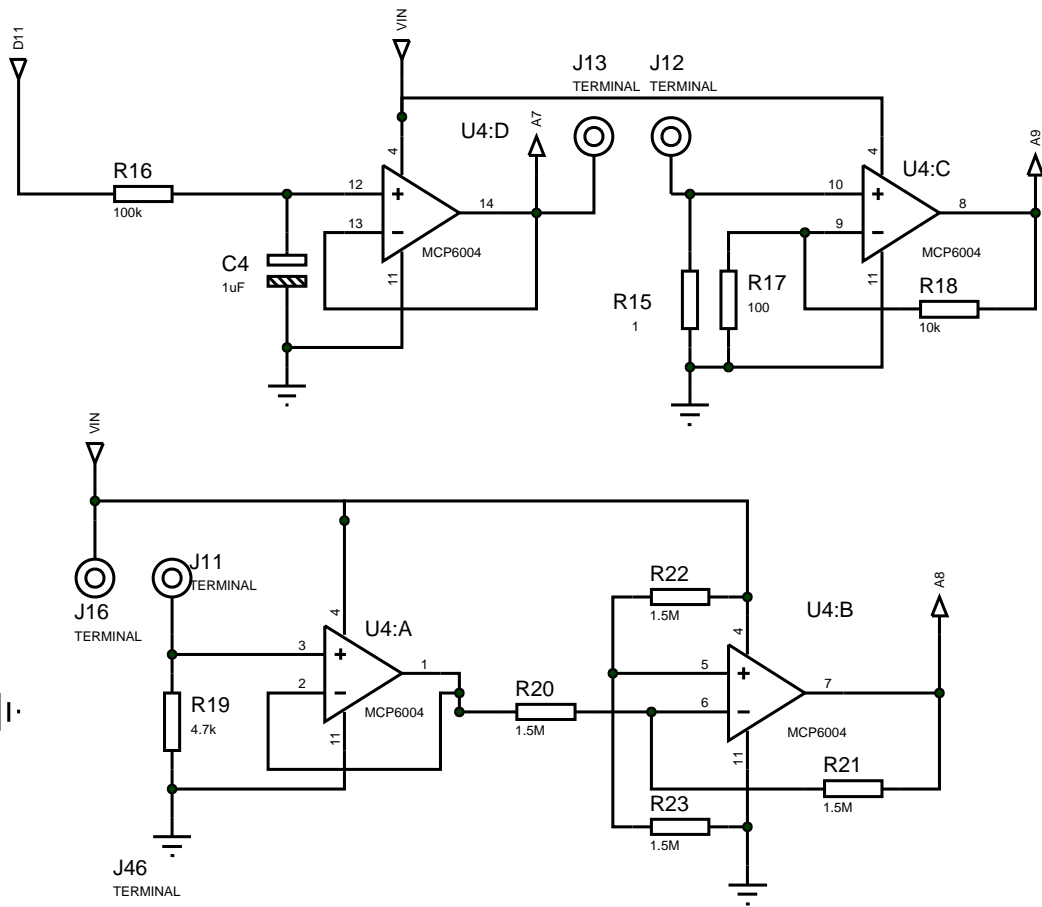 D11
VIN
J13
TERMINAL
J12
TERMINAL
U4:D
A7
4
R16
100k
12
13
14
MCP6004
11
C4
1uF
4
U4:C
A9
10
9
8
MCP6004
11
R15
1
R17
100
R18
10k
VIN
J16
TERMINAL
J11
TERMINAL
4
U4:A
3
2
1
MCP6004
11
R19
4.7k
R20
1.5M
R22
1.5M
4
U4:B
A8
5
6
7
MCP6004
11
R21
1.5M
R23
1.5M
J46
TERMINAL